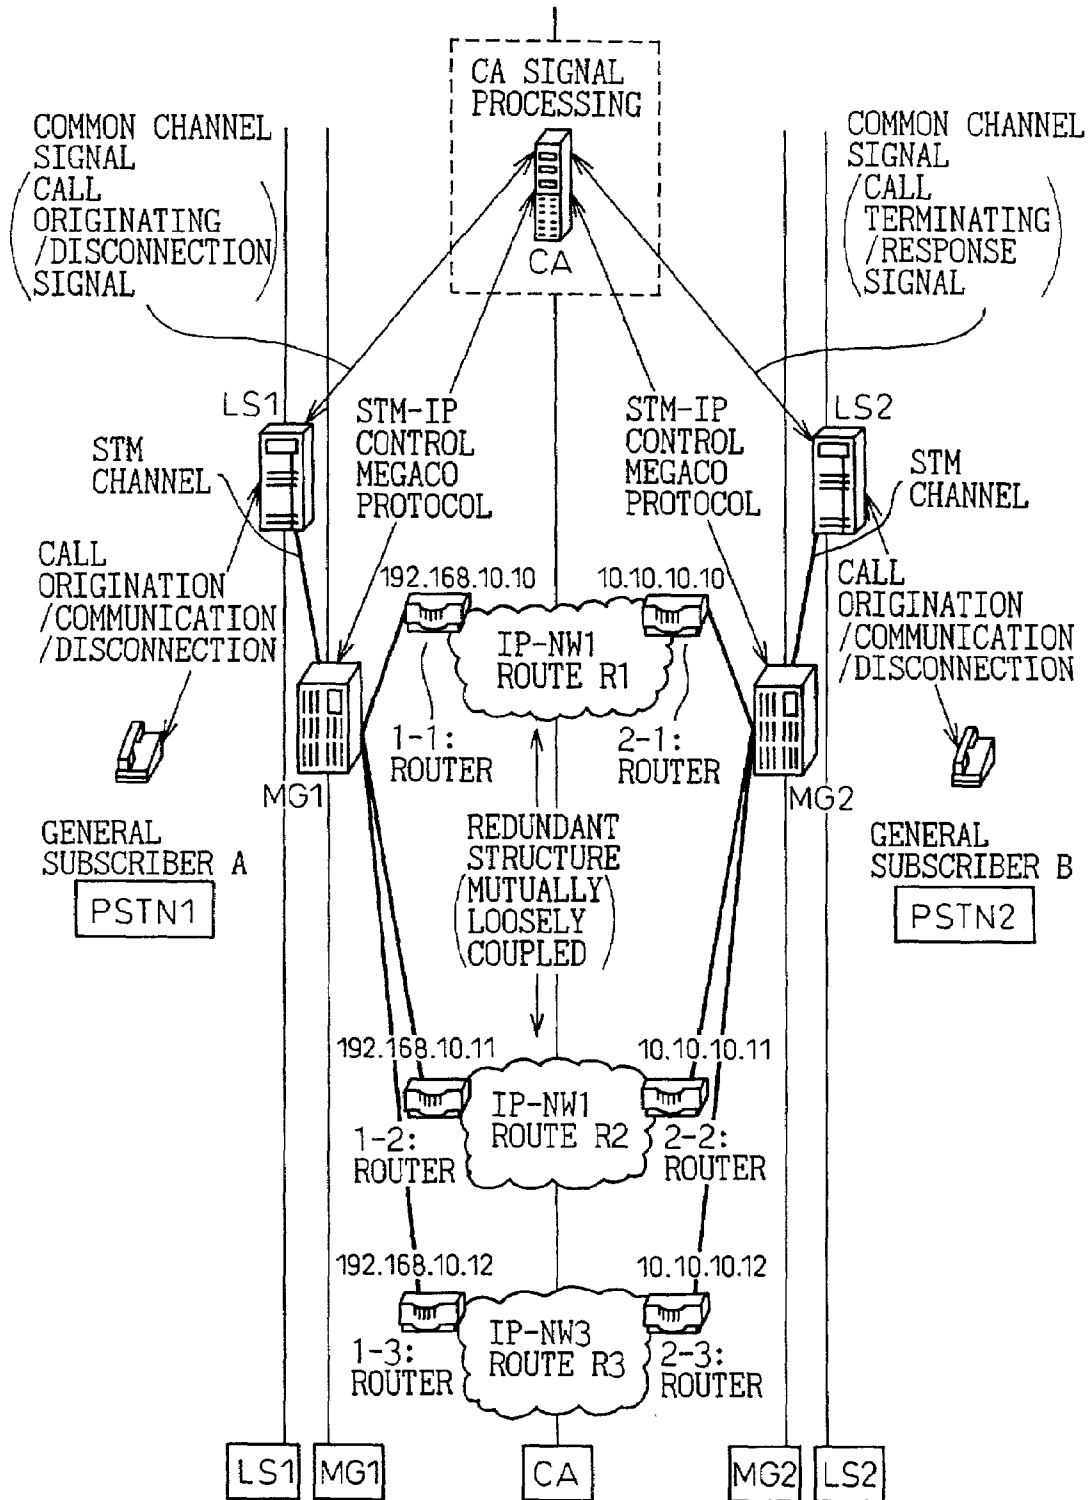 CA SIGNAL
PROCESSING
CA
COMMON CHANNEL
SIGNAL
(CALL
ORIGINATING
/DISCONNECTION
SIGNAL)
COMMON CHANNEL
SIGNAL
(CALL
TERMINATING
/RESPONSE
SIGNAL)
LS1
LS2
STM-IP
CONTROL
MEGACO
PROTOCOL
STM-IP
CONTROL
MEGACO
PROTOCOL
STM
CHANNEL
STM
CHANNEL
CALL
ORIGINATION
/COMMUNICATION
/DISCONNECTION
CALL
ORIGINATION
/COMMUNICATION
/DISCONNECTION
192.168.10.10
10.10.10.10
IP-NW1
ROUTE R1
1-1:
ROUTER
2-1:
ROUTER
MG1
MG2
GENERAL
SUBSCRIBER A
PSTN1
GENERAL
SUBSCRIBER B
PSTN2
REDUNDANT
STRUCTURE
(MUTUALLY
LOOSELY
COUPLED)
192.168.10.11
10.10.10.11
IP-NW1
ROUTE R2
1-2:
ROUTER
2-2:
ROUTER
192.168.10.12
10.10.10.12
IP-NW3
ROUTE R3
1-3:
ROUTER
2-3:
ROUTER
LS1
MG1
CA
MG2
LS2